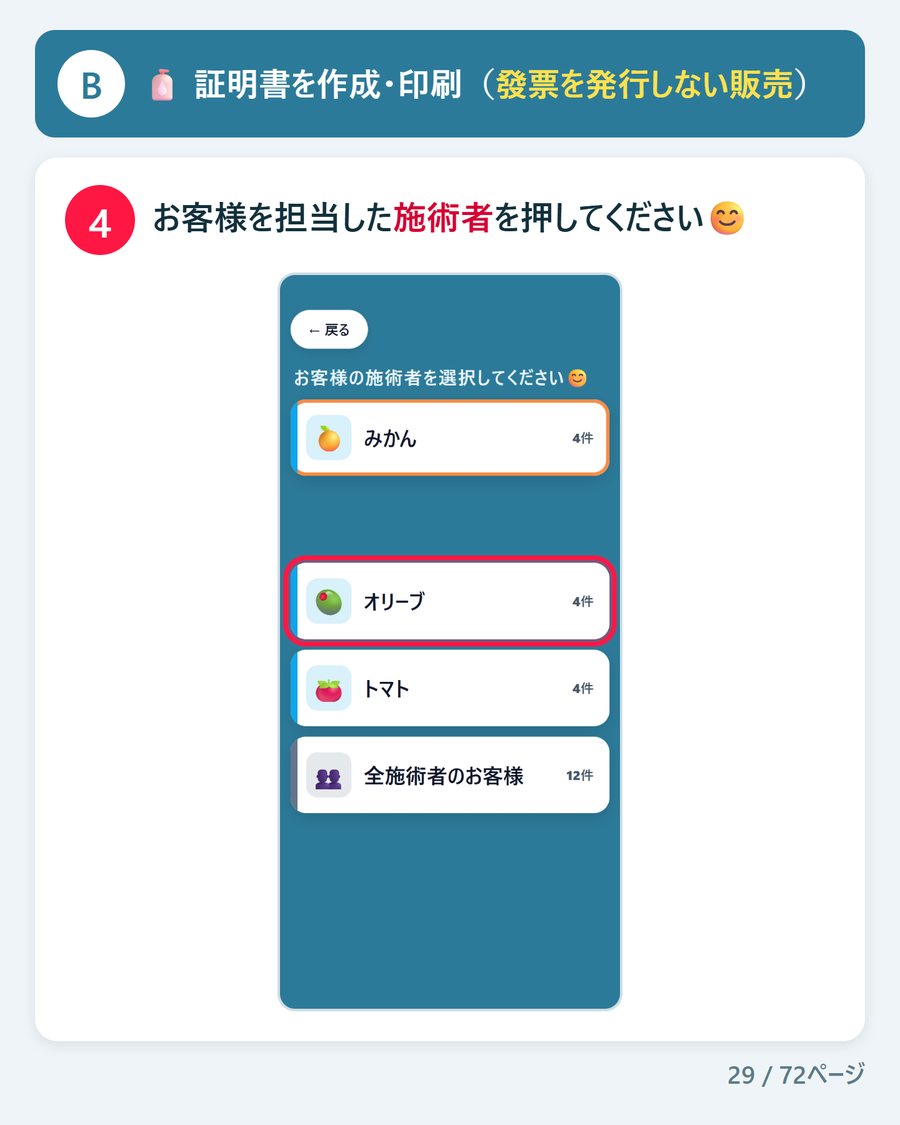 B 証明書を作成・印刷（發票を発行しない販売）
4 お客様を担当した施術者を押してください😊
← 戻る
お客様の施術者を選択してください😊
みかん 4件
オリーブ 4件
トマト 4件
全施術者のお客様 12件
29 / 72ページ